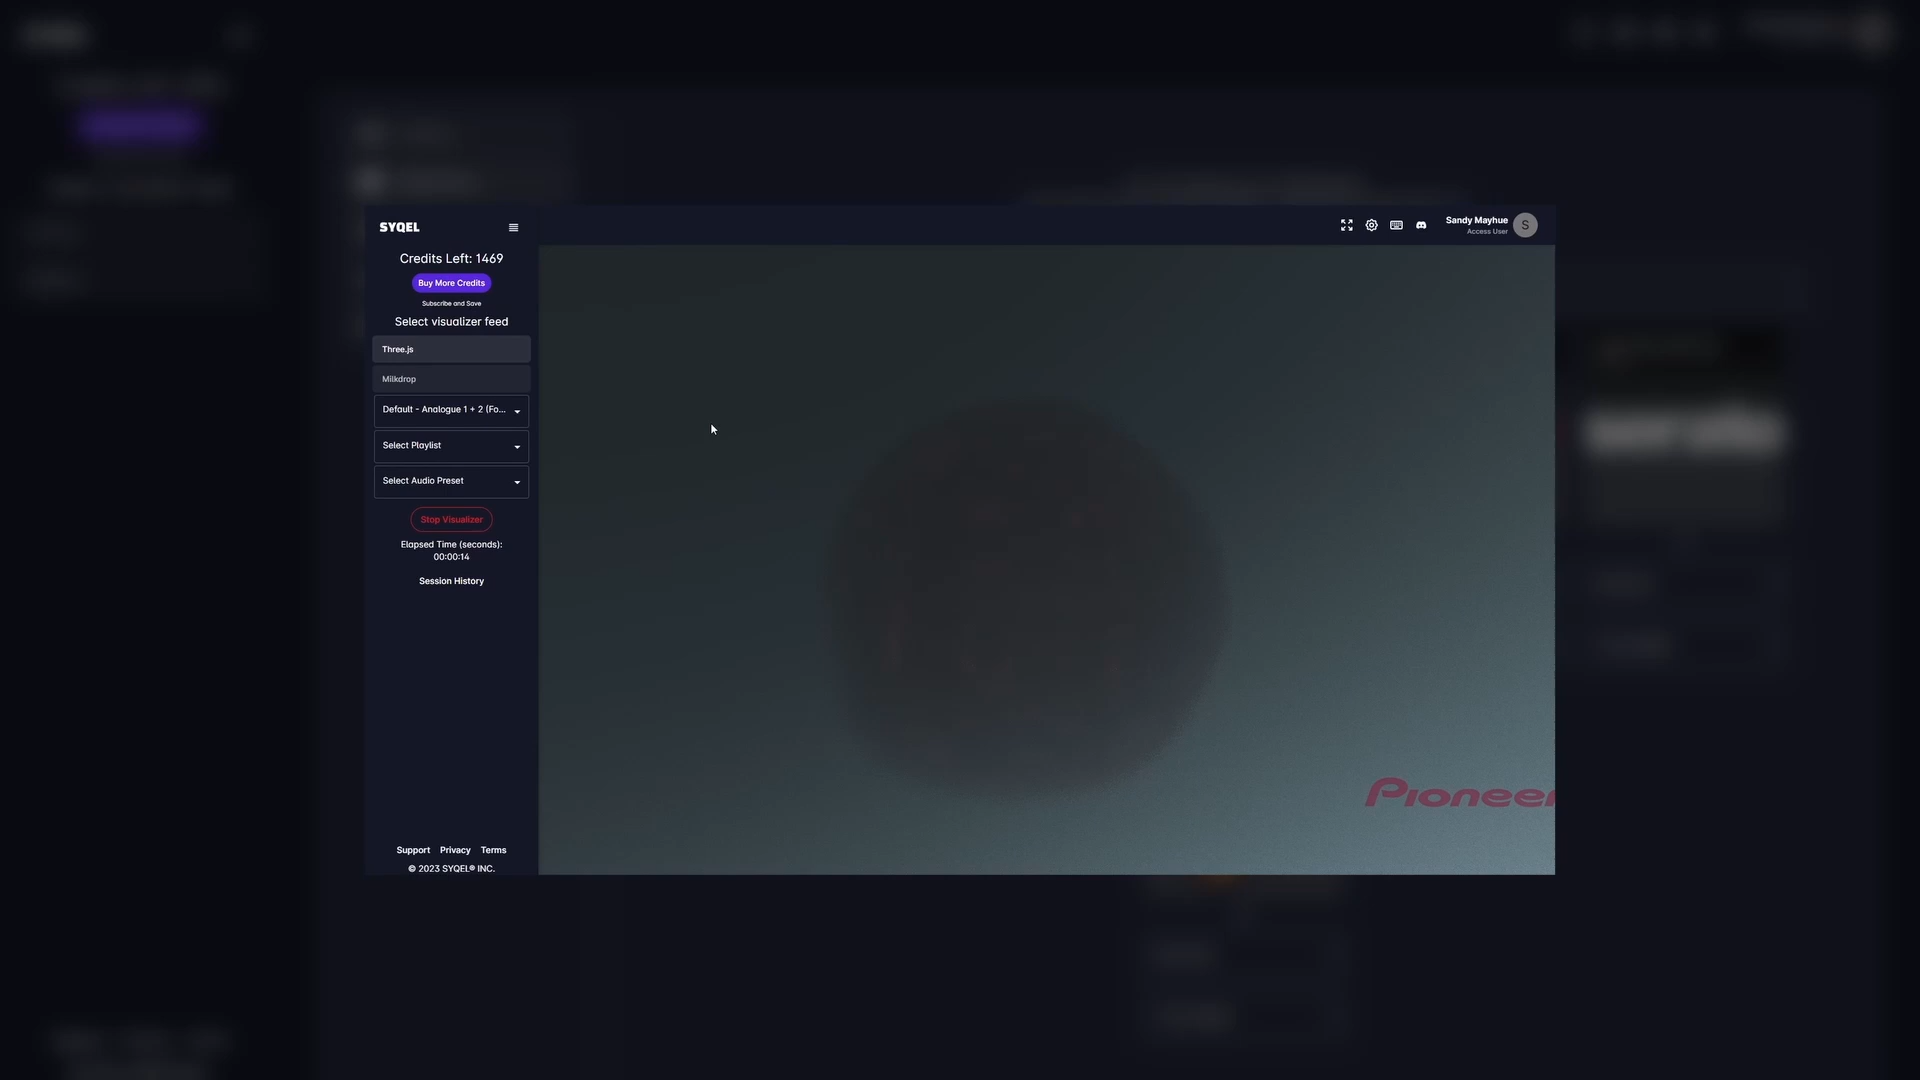 SYQEL
Sandy Mayhue
Access User
S
Credits Left: 1469
Buy More Credits
Subscribe and Save
Select visualizer feed
Three.js
Milkdrop
Default - Analogue 1 + 2 (Fo...
Select Playlist
Select Audio Preset
Stop Visualizer
Elapsed Time (seconds):
00:00:14
Session History
Pioneer
Support Privacy Terms
© 2023 SYQEL® INC.